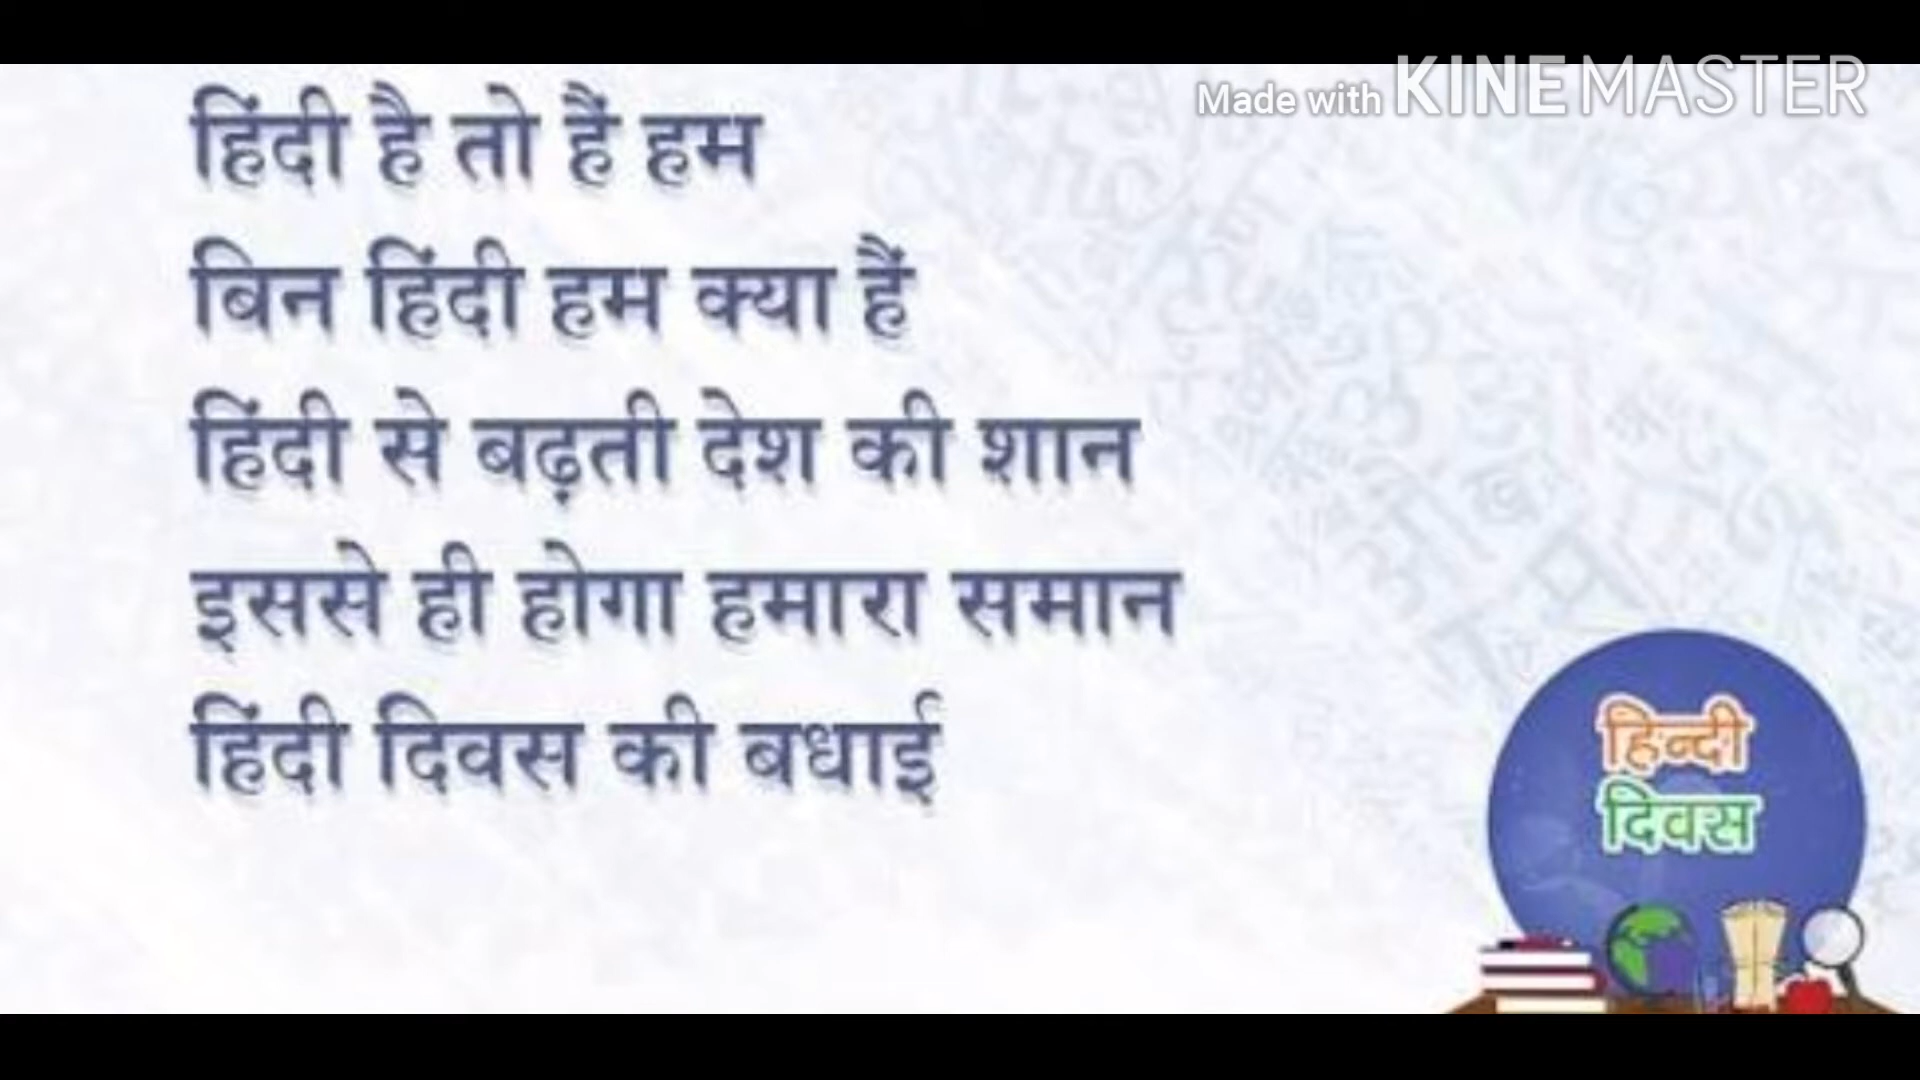 Made with KINEMASTER
हिंदी है तो हैं हम
बिन हिंदी हम क्या हैं
हिंदी से बढ़ती देश की शान
इससे ही होगा हमारा समान
हिंदी दिवस की बधाई
हिन्दी
दिवस